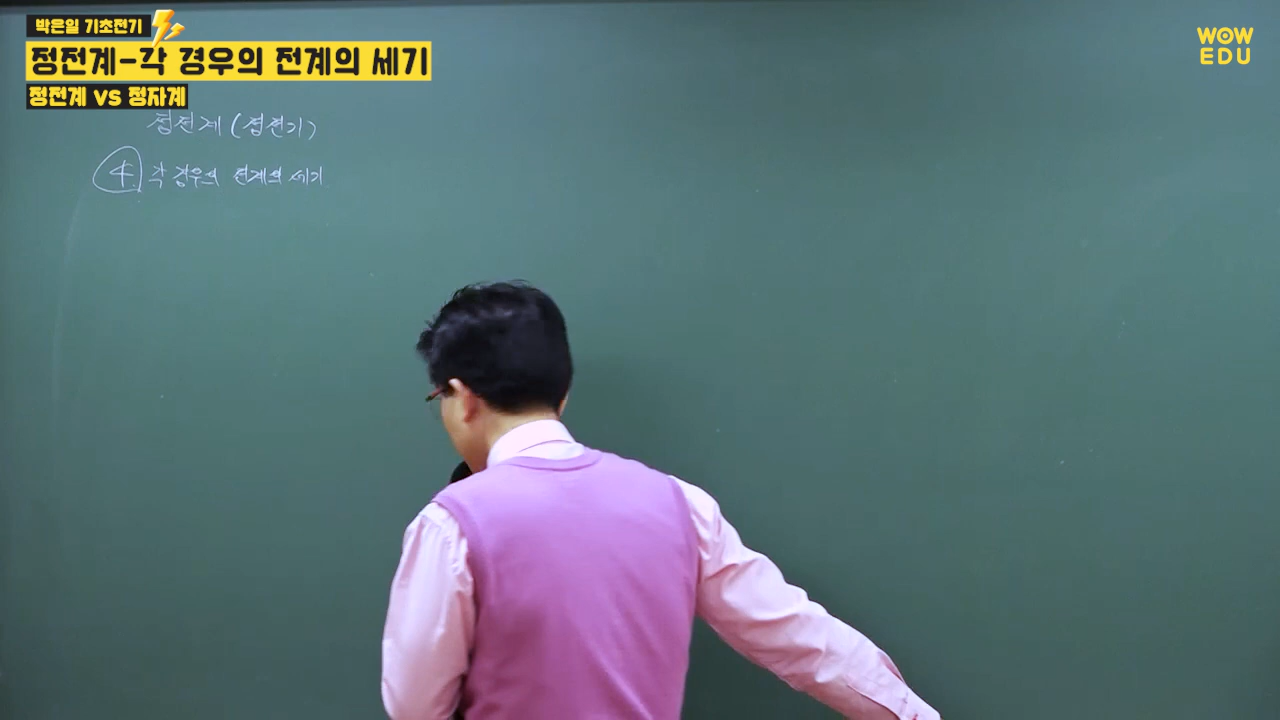 박은일 기초전기
정전계-각 경우의 전계의 세기
정전계 vs 정자계
WOW
EDU
정전계 (정전기)
④ 각 경우의 전계의 세기